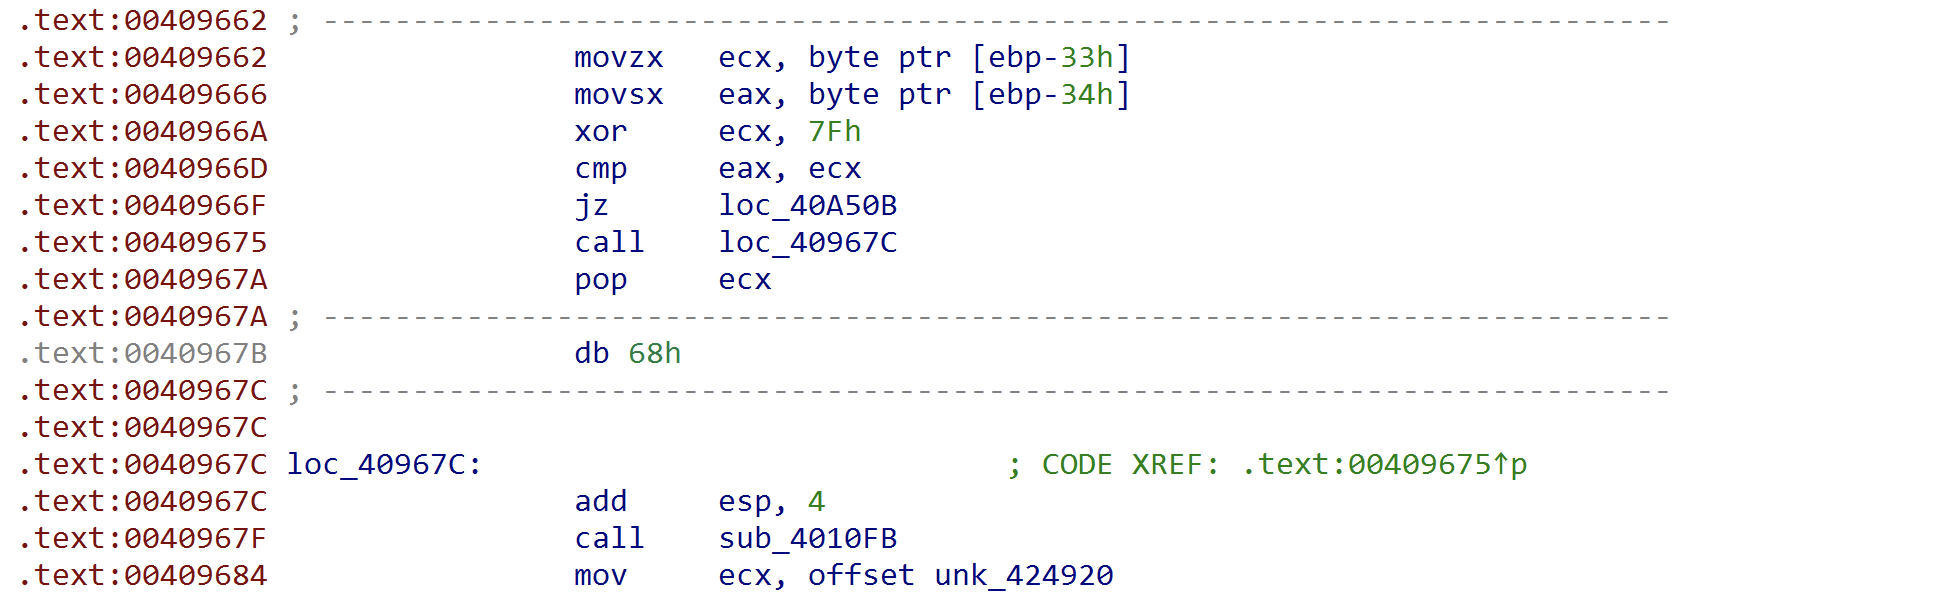 .text:00409662 ; ---------------------------------------------------------------------------
.text:00409662                 movzx   ecx, byte ptr [ebp-33h]
.text:00409666                 movsx   eax, byte ptr [ebp-34h]
.text:0040966A                 xor     ecx, 7Fh
.text:0040966D                 cmp     eax, ecx
.text:0040966F                 jz      loc_40A50B
.text:00409675                 call    loc_40967C
.text:0040967A                 pop     ecx
.text:0040967A ; ---------------------------------------------------------------------------
.text:0040967B                 db 68h
.text:0040967C ; ---------------------------------------------------------------------------
.text:0040967C
.text:0040967C loc_40967C:                             ; CODE XREF: .text:00409675↑p
.text:0040967C                 add     esp, 4
.text:0040967F                 call    sub_4010FB
.text:00409684                 mov     ecx, offset unk_424920